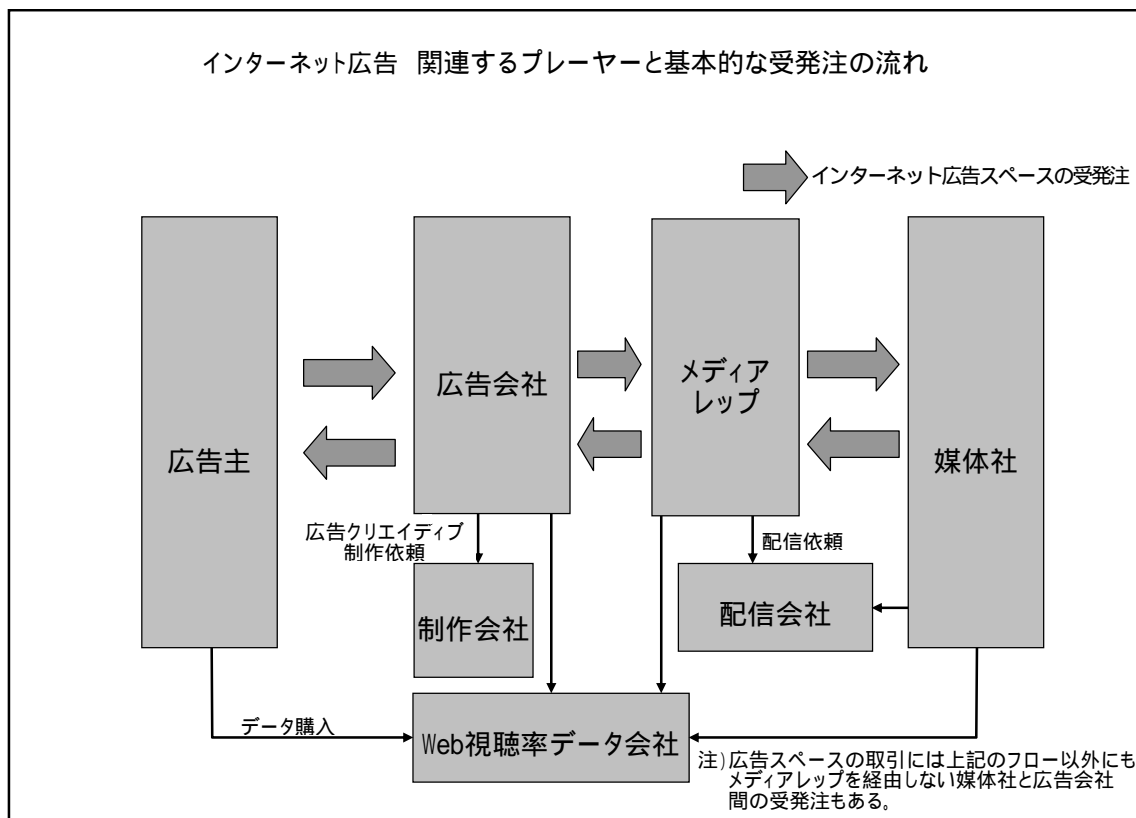 インターネット広告 関連するプレーヤーと基本的な受発注の流れ
インターネット広告スペースの受発注
広告主
広告会社
メディア
レップ
媒体社
広告クリエイディブ
制作依頼
配信依頼
制作会社
配信会社
データ購入
Web視聴率データ会社
注)広告スペースの取引には上記のフロー以外にも
メディアレップを経由しない媒体社と広告会社
間の受発注もある。